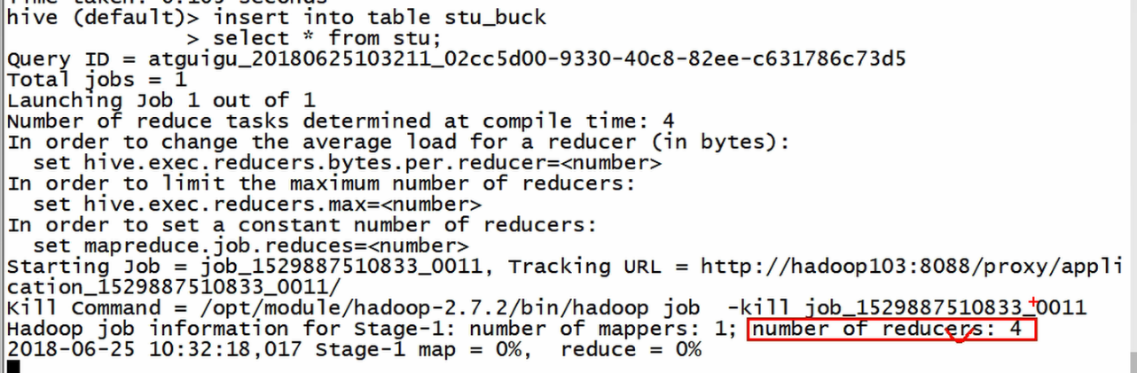 Time taken: 0.109 seconds
hive (default)> insert into table stu_buck
              > select * from stu;
Query ID = atguigu_20180625103211_02cc5d00-9330-40c8-82ee-c631786c73d5
Total jobs = 1
Launching Job 1 out of 1
Number of reduce tasks determined at compile time: 4
In order to change the average load for a reducer (in bytes):
  set hive.exec.reducers.bytes.per.reducer=<number>
In order to limit the maximum number of reducers:
  set hive.exec.reducers.max=<number>
In order to set a constant number of reducers:
  set mapreduce.job.reduces=<number>
Starting Job = job_1529887510833_0011, Tracking URL = http://hadoop103:8088/proxy/appli
cation_1529887510833_0011/
Kill Command = /opt/module/hadoop-2.7.2/bin/hadoop job  -kill job_1529887510833_0011
Hadoop job information for Stage-1: number of mappers: 1; number of reducers: 4
2018-06-25 10:32:18,017 Stage-1 map = 0%,  reduce = 0%